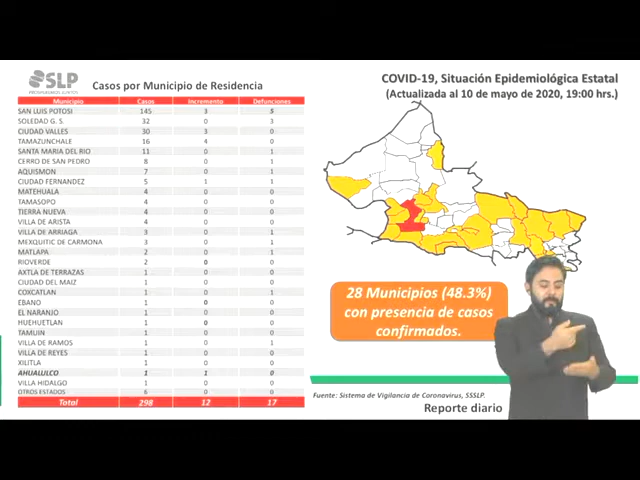 SLP
PROSPERAMOS JUNTOS
Casos por Municipio de Residencia
Municipio Casos Incremento Defunciones
SAN LUIS POTOSI 145 3 5
SOLEDAD G. S. 32 0 3
CIUDAD VALLES 30 3 0
TAMAZUNCHALE 16 4 0
SANTA MARIA DEL RIO 11 0 1
CERRO DE SAN PEDRO 8 0 1
AQUISMON 7 0 1
CIUDAD FERNANDEZ 5 1 1
MATEHUALA 4 0 0
TAMASOPO 4 0 0
TIERRA NUEVA 4 0 0
VILLA DE ARISTA 4 0 0
VILLA DE ARRIAGA 3 0 1
MEXQUITIC DE CARMONA 3 0 1
MATLAPA 2 0 1
RIOVERDE 2 0 0
AXTLA DE TERRAZAS 1 0 0
CIUDAD DEL MAIZ 1 0 0
COXCATLAN 1 0 1
EBANO 1 0 0
EL NARANJO 1 0 0
HUEHUETLAN 1 0 0
TAMUIN 1 0 0
VILLA DE RAMOS 1 0 1
VILLA DE REYES 1 0 0
XILITLA 1 0 0
AHUALULCO 1 1 0
VILLA HIDALGO 1 0 0
OTROS ESTADOS 6 0 0
Total 298 12 17
COVID-19, Situación Epidemiológica Estatal
(Actualizada al 10 de mayo de 2020, 19:00 hrs.)
28 Municipios (48.3%)
con presencia de casos
confirmados.
Fuente: Sistema de Vigilancia de Coronavirus, SSSLP.
Reporte diario